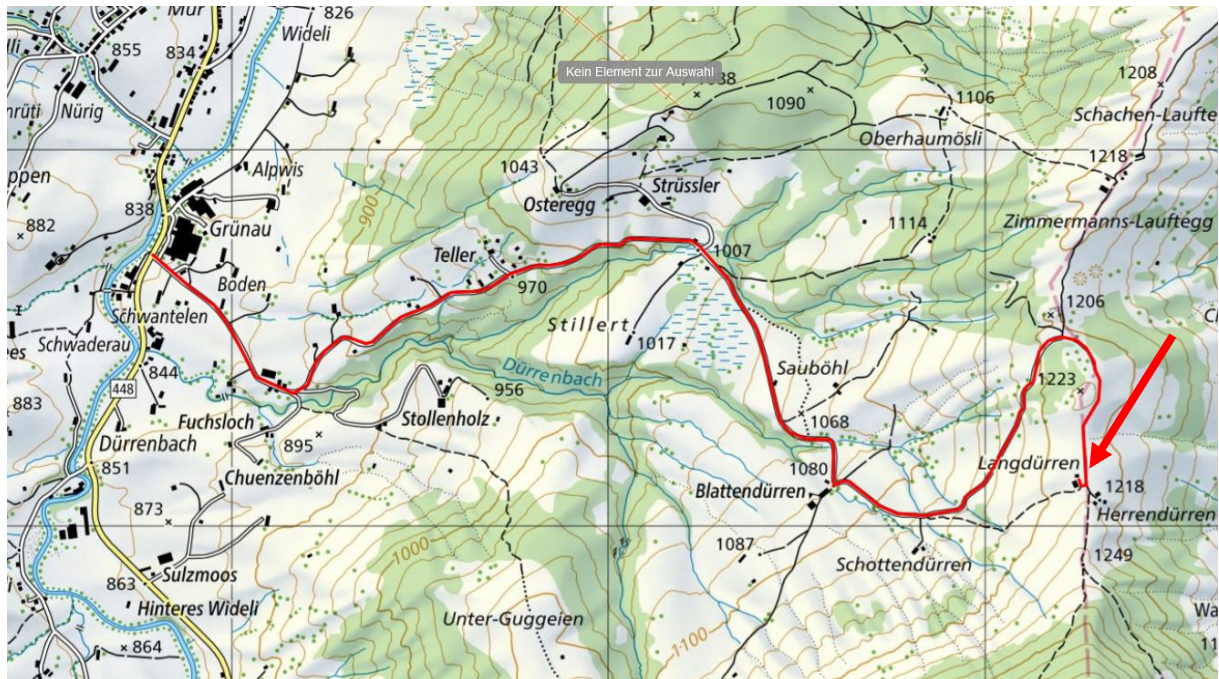 Mur
826
Wideli
855
834
Nürig
nrüti
Kein Element zur Auswahl
1090
1106
1208
Schachen-Laufte
Oberhaumösli
1218
ppen
Alpwis
1043
Strüssler
838
Osteregg
882
Grünau
900
Zimmermanns-Lauftegg
1114
Teller
1007
Boden
970
Schwantelen
Stillert
1206
Schwaderau
1017
844
Dürrenbach
Sauböhl
448
956
1223
883
Stollenholz
Fuchsloch
895
1068
Dürrenbach
Langdürren
851
1080
Chuenzenböhl
Blattendürren
1218
Herrendürren
873
1000
1087
1249
Schottendürren
863
Sulzmoos
Hinteres Wideli
Unter-Guggeien
Wa
864
1100
11